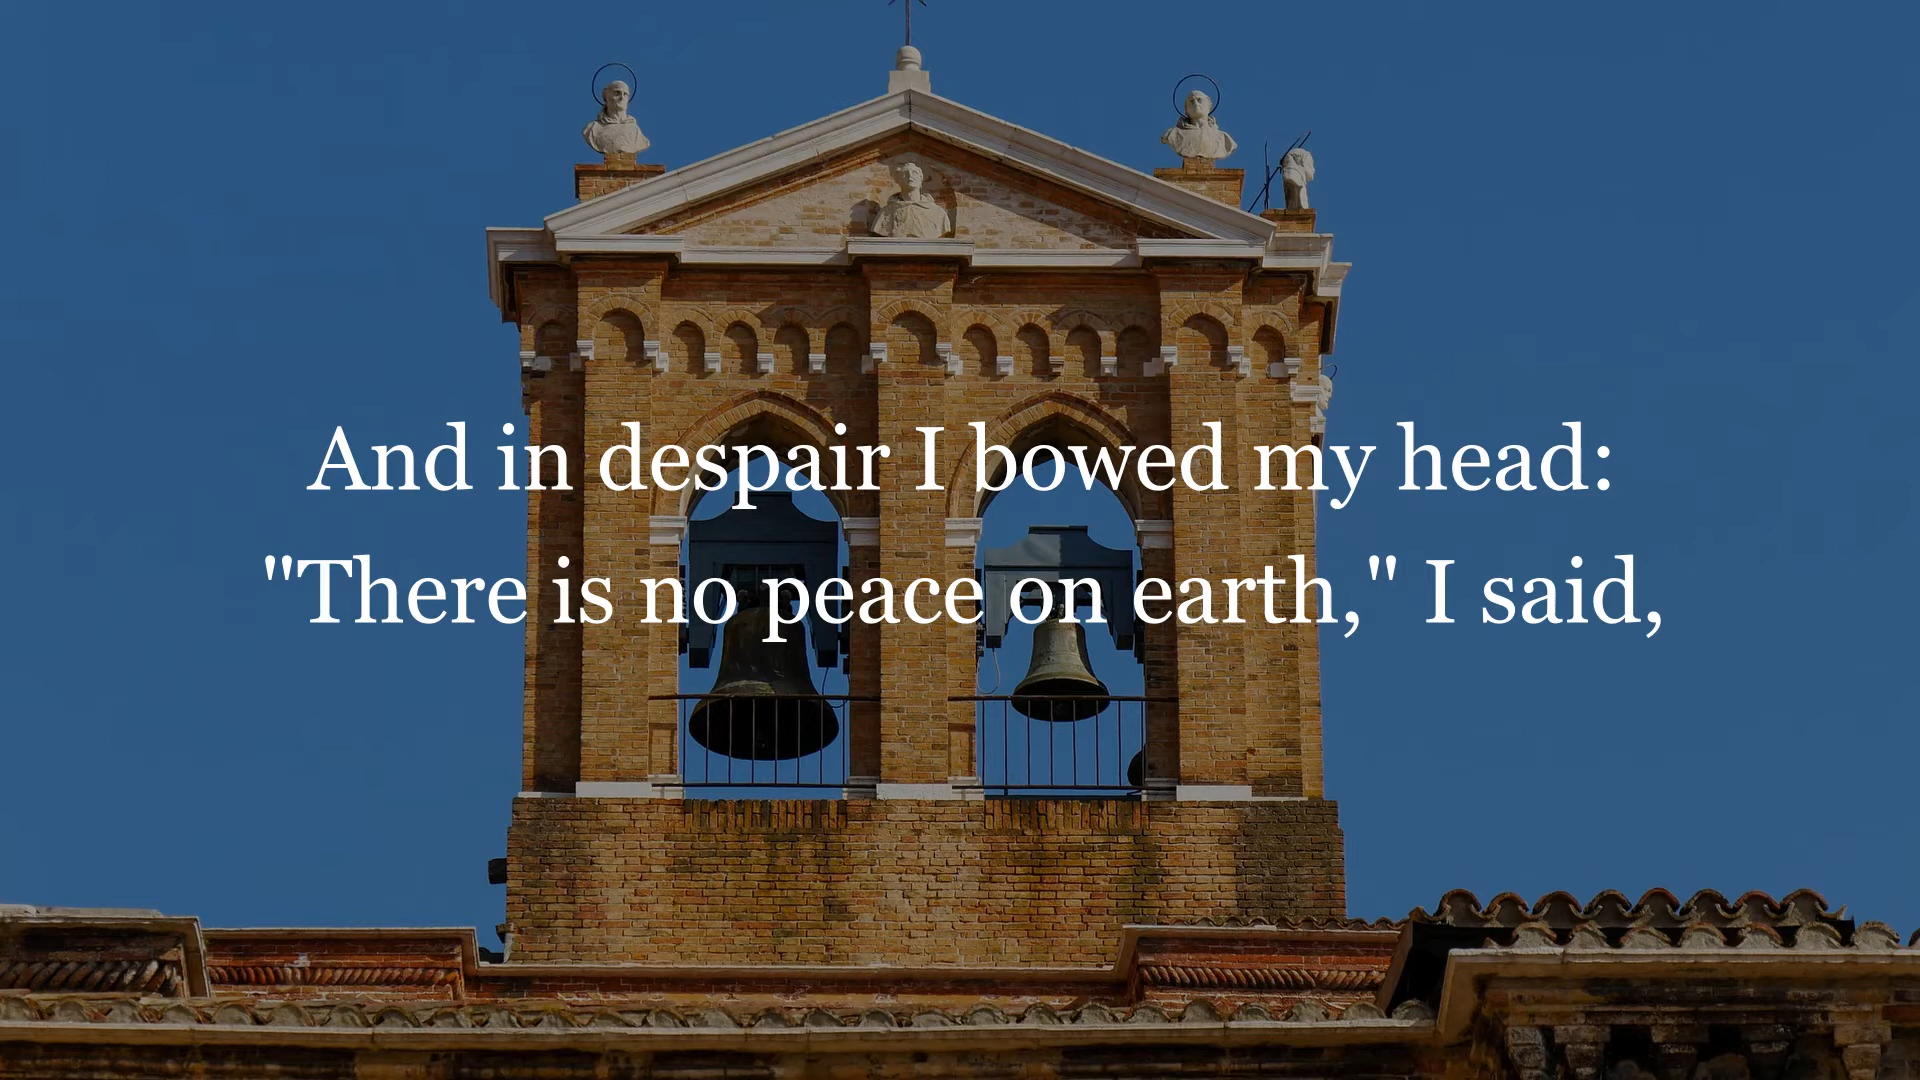 And in despair I bowed my head:
"There is no peace on earth," I said,